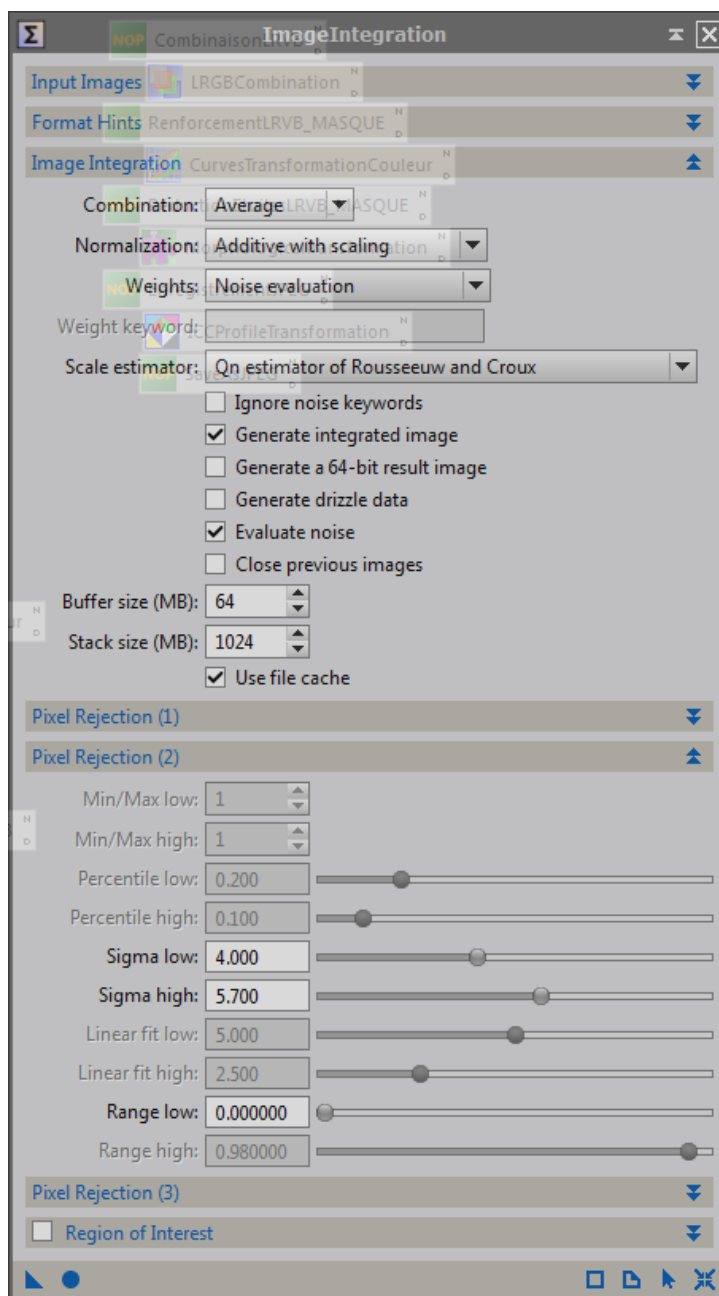 Σ ImageIntegration
NOP CombinaisonLRVB N D
Input Images LRGBCombination N D
Format Hints RenforcementLRVB_MASQUE N D
Image Integration CurvesTransformationCouleur N D
Combination: Average LRVB_MASQUE N D
Normalization: Additive with scaling N D
Weights: Noise evaluation
Weight keyword: ICCProfileTransformation N D
Scale estimator: Qn estimator of Rousseeuw and Croux
NOP SaveAsJPEG N D
Ignore noise keywords
Generate integrated image
Generate a 64-bit result image
Generate drizzle data
Evaluate noise
Close previous images
Buffer size (MB): 64
ur N D
Stack size (MB): 1024
Use file cache
Pixel Rejection (1)
Pixel Rejection (2)
Min/Max low: 1
N D
Min/Max high: 1
Percentile low: 0.200
Percentile high: 0.100
Sigma low: 4.000
Sigma high: 5.700
Linear fit low: 5.000
Linear fit high: 2.500
Range low: 0.000000
Range high: 0.980000
Pixel Rejection (3)
Region of Interest